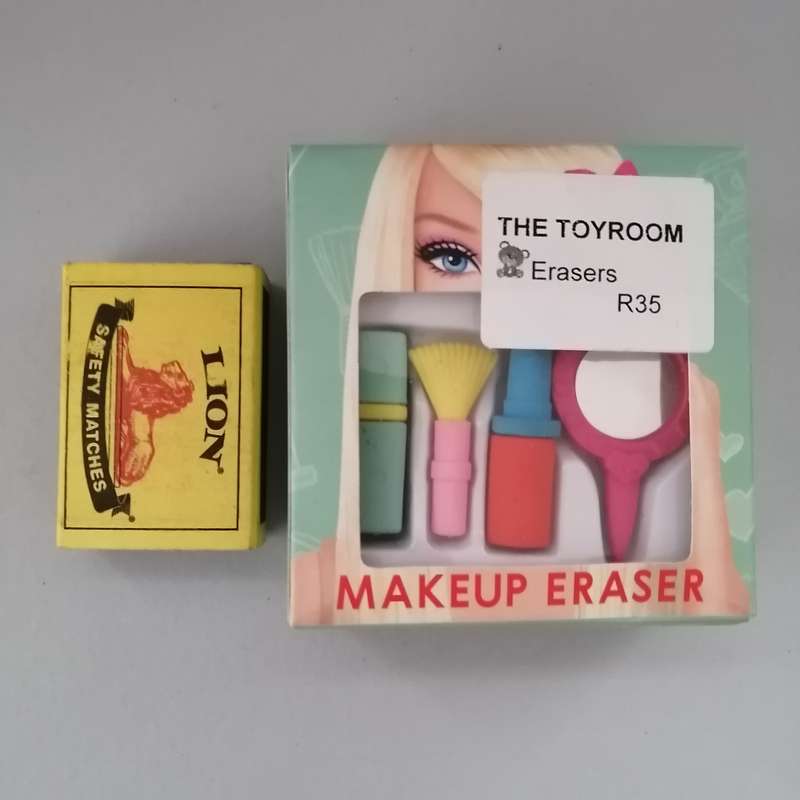 LION
SAFETY MATCHES
THE TOYROOM
Erasers
R35
MAKEUP ERASER